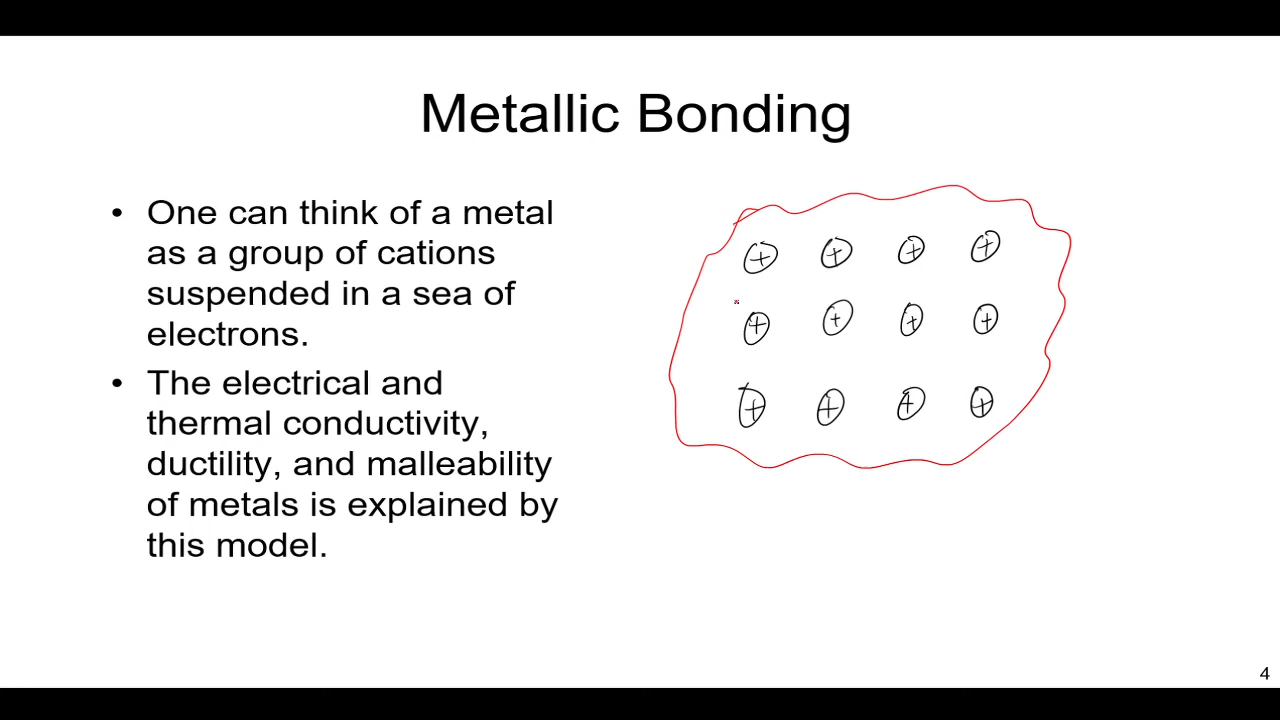 Metallic Bonding
• One can think of a metal
as a group of cations
suspended in a sea of
electrons.
• The electrical and
thermal conductivity,
ductility, and malleability
of metals is explained by
this model.
+ + + +
+ + + +
+ + + +
4